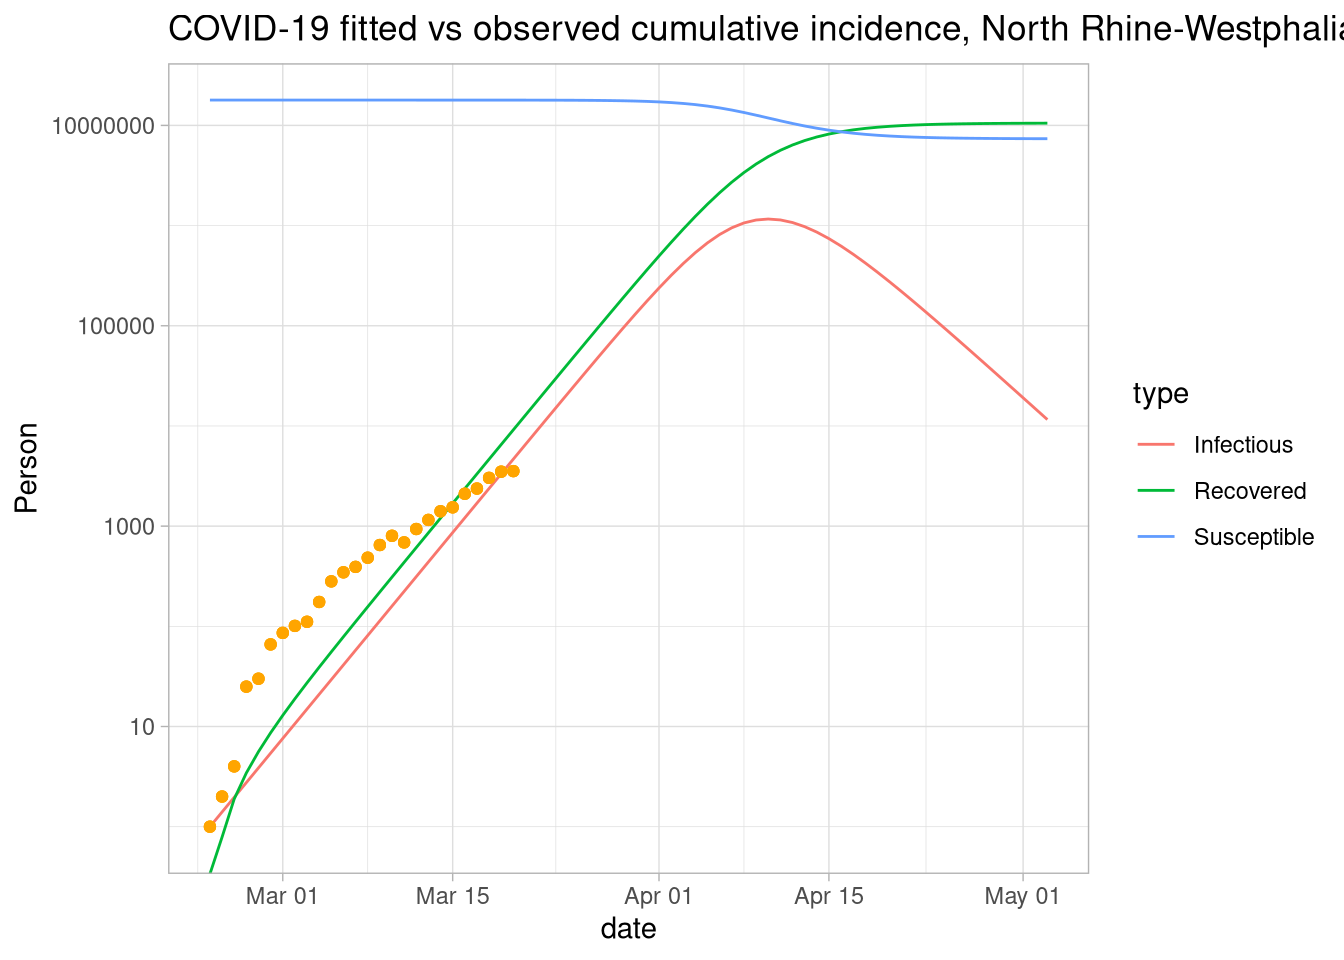 COVID-19 fitted vs observed cumulative incidence, North Rhine-Westphalia
10000000
100000
1000
10
Person
Mar 01
Mar 15
Apr 01
Apr 15
May 01
date
type
Infectious
Recovered
Susceptible